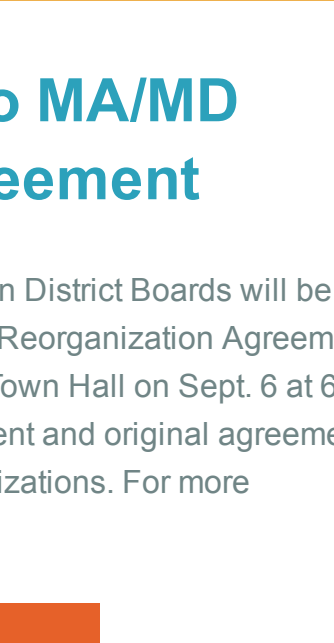 o MA/MD
eement
n District Boards will be
Reorganization Agreem
Town Hall on Sept. 6 at 6
ent and original agreeme
izations. For more